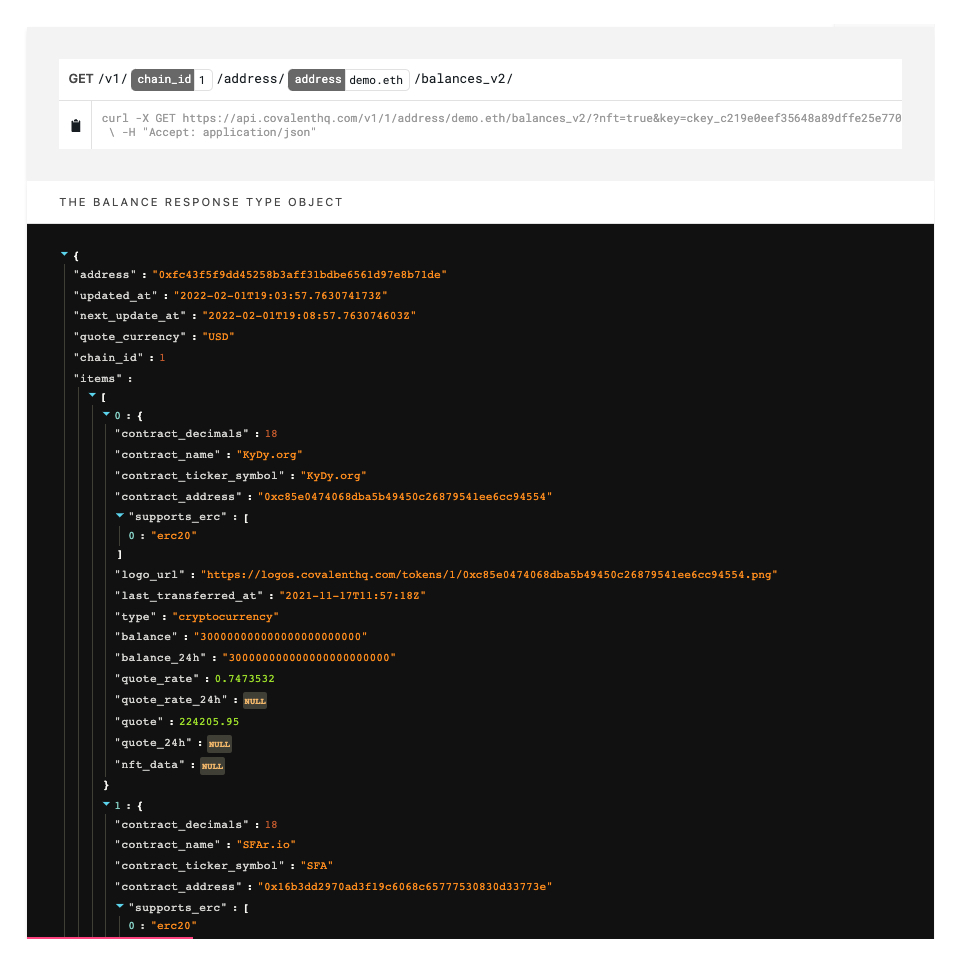 GET /v1/ chain_id 1 /address/ address demo.eth /balances_v2/
curl -X GET https://api.covalenthq.com/v1/1/address/demo.eth/balances_v2/?nft=true&key=ckey_c219e0eef35648a89dffe25e770
\ -H "Accept: application/json"
THE BALANCE RESPONSE TYPE OBJECT
{
"address" : "0xfc43f5f9dd45258b3aff31bdbe6561d97e8b71de"
"updated_at" : "2022-02-01T19:03:57.763074173Z"
"next_update_at" : "2022-02-01T19:08:57.763074603Z"
"quote_currency" : "USD"
"chain_id" : 1
"items" :
[
0 : {
"contract_decimals" : 18
"contract_name" : "KyDy.org"
"contract_ticker_symbol" : "KyDy.org"
"contract_address" : "0xc85e0474068dba5b49450c26879541ee6cc94554"
"supports_erc" : [
0 : "erc20"
]
"logo_url" : "https://logos.covalenthq.com/tokens/1/0xc85e0474068dba5b49450c26879541ee6cc94554.png"
"last_transferred_at" : "2021-11-17T11:57:18Z"
"type" : "cryptocurrency"
"balance" : "300000000000000000000000"
"balance_24h" : "300000000000000000000000"
"quote_rate" : 0.7473532
"quote_rate_24h" : NULL
"quote" : 224205.95
"quote_24h" : NULL
"nft_data" : NULL
}
1 : {
"contract_decimals" : 18
"contract_name" : "SFAr.io"
"contract_ticker_symbol" : "SFA"
"contract_address" : "0x16b3dd2970ad3f19c6068c65777530830d33773e"
"supports_erc" : [
0 : "erc20"